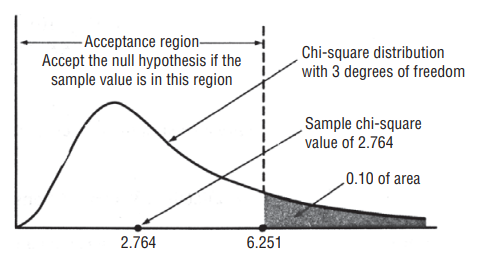 Acceptance region
Accept the null hypothesis if the
sample value is in this region
Chi-square distribution
with 3 degrees of freedom
Sample chi-square
value of 2.764
0.10 of area
2.764
6.251